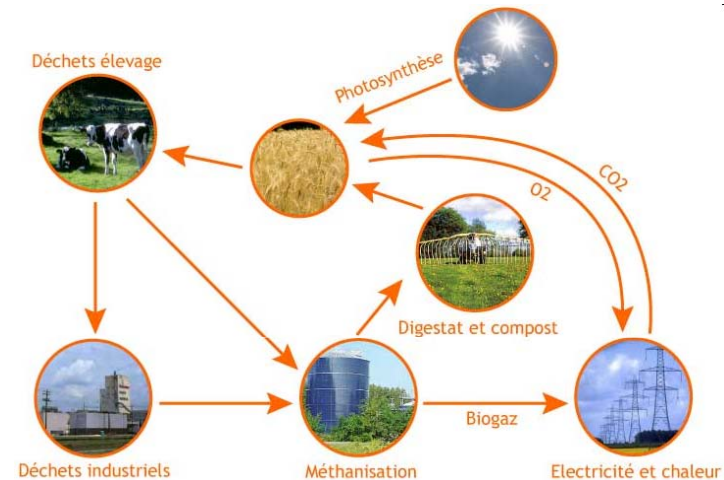 Déchets élevage
Photosynthèse
CO2
O2
Digestat et compost
Biogaz
Déchets industriels
Méthanisation
Electricité et chaleur